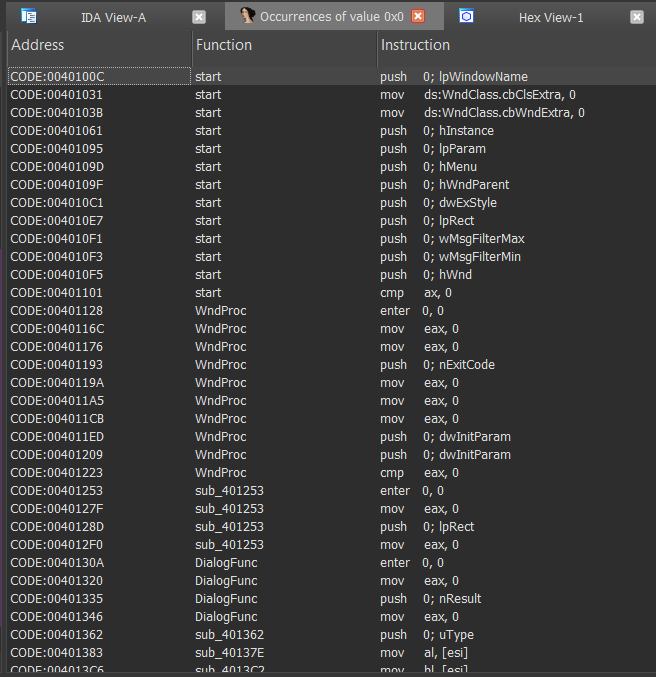 IDA View-A Occurrences of value 0x0 Hex View-1
Address Function Instruction
CODE:0040100C start push 0; lpWindowName
CODE:00401031 start mov ds:WndClass.cbClsExtra, 0
CODE:0040103B start mov ds:WndClass.cbWndExtra, 0
CODE:00401061 start push 0; hInstance
CODE:00401095 start push 0; lpParam
CODE:0040109D start push 0; hMenu
CODE:0040109F start push 0; hWndParent
CODE:004010C1 start push 0; dwExStyle
CODE:004010E7 start push 0; lpRect
CODE:004010F1 start push 0; wMsgFilterMax
CODE:004010F3 start push 0; wMsgFilterMin
CODE:004010F5 start push 0; hWnd
CODE:00401101 start cmp ax, 0
CODE:00401128 WndProc enter 0, 0
CODE:0040116C WndProc mov eax, 0
CODE:00401176 WndProc mov eax, 0
CODE:00401193 WndProc push 0; nExitCode
CODE:0040119A WndProc mov eax, 0
CODE:004011A5 WndProc mov eax, 0
CODE:004011CB WndProc mov eax, 0
CODE:004011ED WndProc push 0; dwInitParam
CODE:00401209 WndProc push 0; dwInitParam
CODE:00401223 WndProc cmp eax, 0
CODE:00401253 sub_401253 enter 0, 0
CODE:0040127F sub_401253 mov eax, 0
CODE:0040128D sub_401253 push 0; lpRect
CODE:004012F0 sub_401253 mov eax, 0
CODE:0040130A DialogFunc enter 0, 0
CODE:00401320 DialogFunc mov eax, 0
CODE:00401335 DialogFunc push 0; nResult
CODE:00401346 DialogFunc mov eax, 0
CODE:00401362 sub_401362 push 0; uType
CODE:00401383 sub_40137E mov al, [esi]
CODE:004013C6 sub_4013C2 mov bl, [esi]